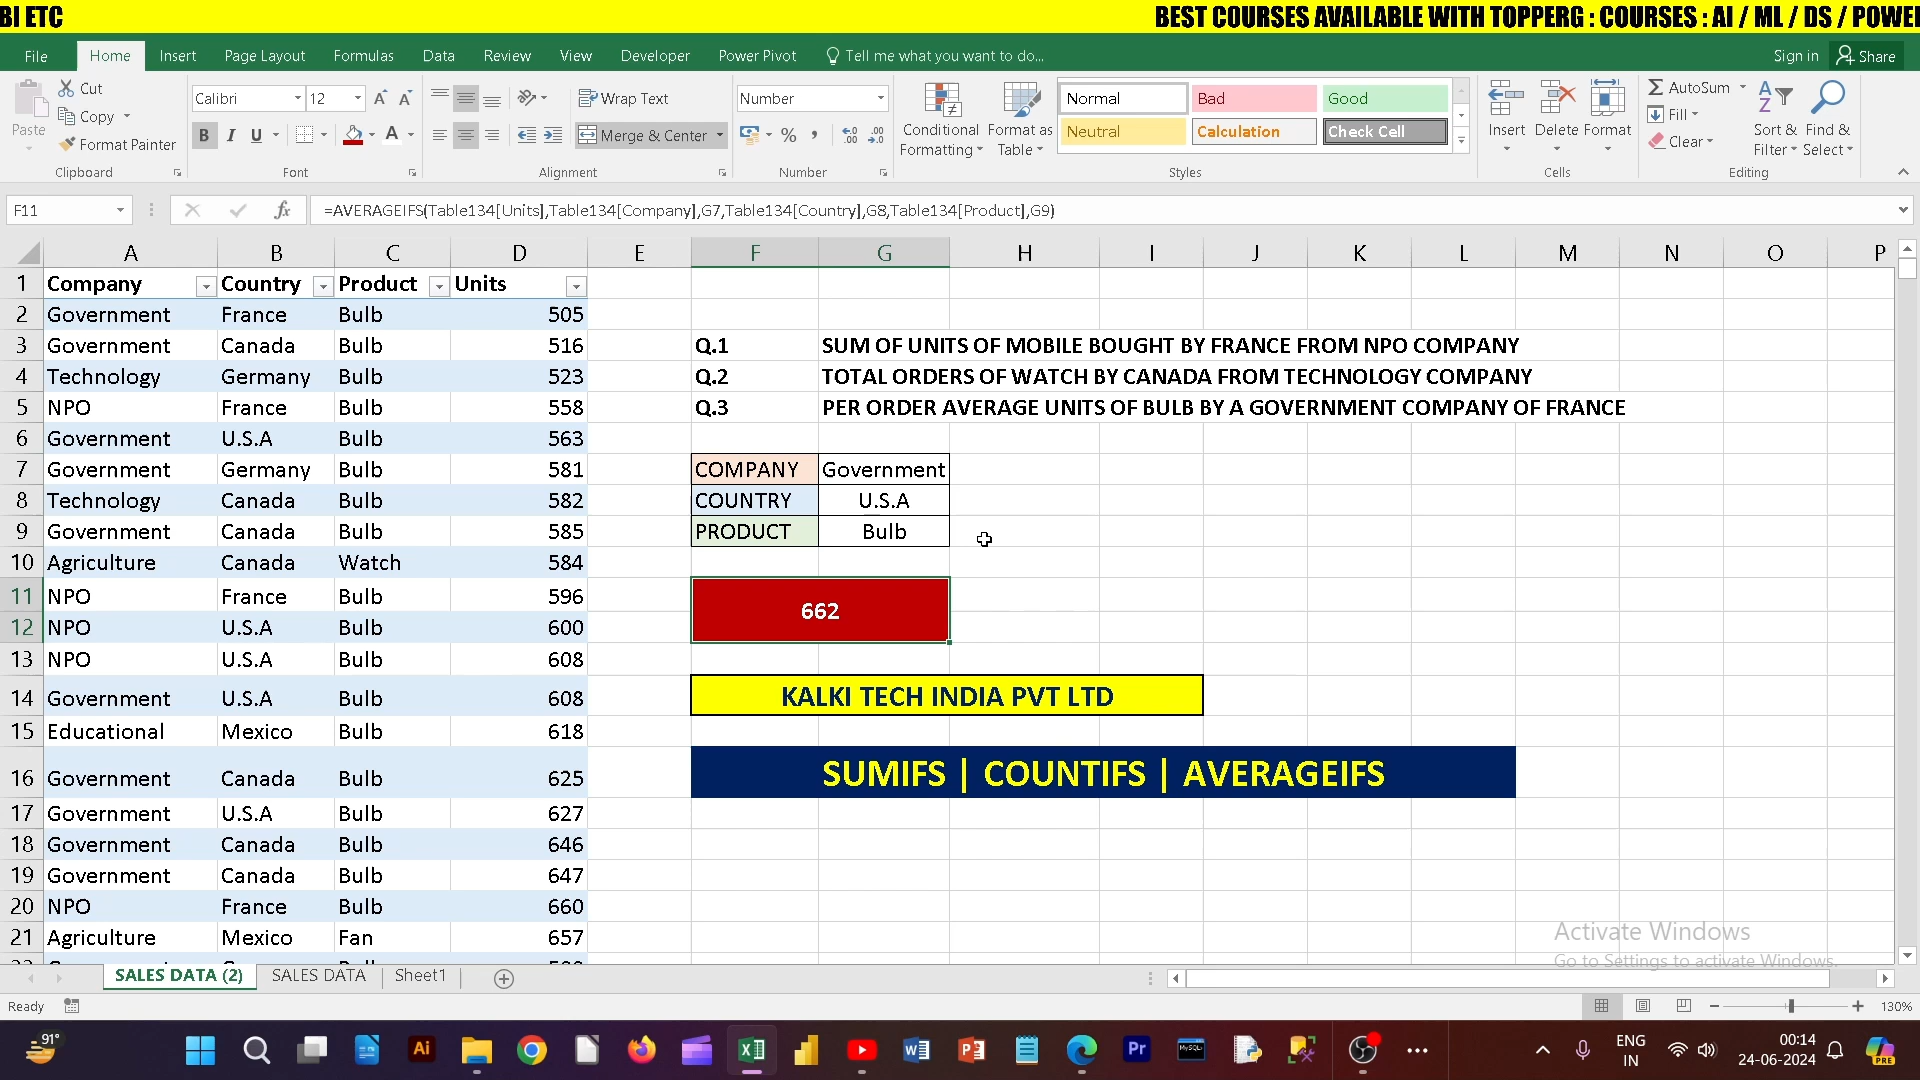 BI ETC
BEST COURSES AVAILABLE WITH TOPPERG : COURSES : AI / ML / DS / POWE
File Home Insert Page Layout Formulas Data Review View Developer Power Pivot Tell me what you want to do... Sign in Share
Paste
Cut
Copy
Format Painter
Clipboard
Calibri 12
B I U
Font
Wrap Text
Merge & Center
Alignment
Number
%
Number
Conditional Formatting
Format as Table
Normal Bad Good
Neutral Calculation Check Cell
Styles
Insert Delete Format
Cells
AutoSum
Fill
Clear
Sort & Filter
Find & Select
Editing
F11 =AVERAGEIFS(Table134[Units],Table134[Company],G7,Table134[Country],G8,Table134[Product],G9)
A B C D E F G H I J K L M N O P
1 Company Country Product Units
2 Government France Bulb 505
3 Government Canada Bulb 516 Q.1 SUM OF UNITS OF MOBILE BOUGHT BY FRANCE FROM NPO COMPANY
4 Technology Germany Bulb 523 Q.2 TOTAL ORDERS OF WATCH BY CANADA FROM TECHNOLOGY COMPANY
5 NPO France Bulb 558 Q.3 PER ORDER AVERAGE UNITS OF BULB BY A GOVERNMENT COMPANY OF FRANCE
6 Government U.S.A Bulb 563
7 Government Germany Bulb 581 COMPANY Government
8 Technology Canada Bulb 582 COUNTRY U.S.A
9 Government Canada Bulb 585 PRODUCT Bulb
10 Agriculture Canada Watch 584
11 NPO France Bulb 596
662
12 NPO U.S.A Bulb 600
13 NPO U.S.A Bulb 608
14 Government U.S.A Bulb 608 KALKI TECH INDIA PVT LTD
15 Educational Mexico Bulb 618
16 Government Canada Bulb 625 SUMIFS | COUNTIFS | AVERAGEIFS
17 Government U.S.A Bulb 627
18 Government Canada Bulb 646
19 Government Canada Bulb 647
20 NPO France Bulb 660
21 Agriculture Mexico Fan 657
Activate Windows
Go to Settings to activate Windows.
SALES DATA (2) SALES DATA Sheet1
Ready 130%
91° ENG IN 00:14 24-06-2024